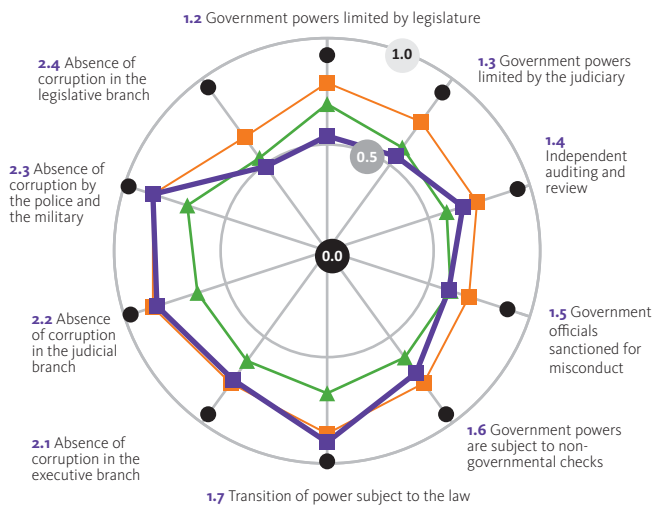 1.2 Government powers limited by legislature
1.0
1.3 Government powers
limited by the judiciary
2.4 Absence of
corruption in the
legislative branch
1.4
Independent
auditing and
review
0.5
2.3 Absence of
corruption by
the police and
the military
0.0
1.5 Government
officials
sanctioned for
misconduct
2.2 Absence
of corruption
in the judicial
branch
1.6 Government powers
are subject to non-
governmental checks
2.1 Absence of
corruption in the
executive branch
1.7 Transition of power subject to the law